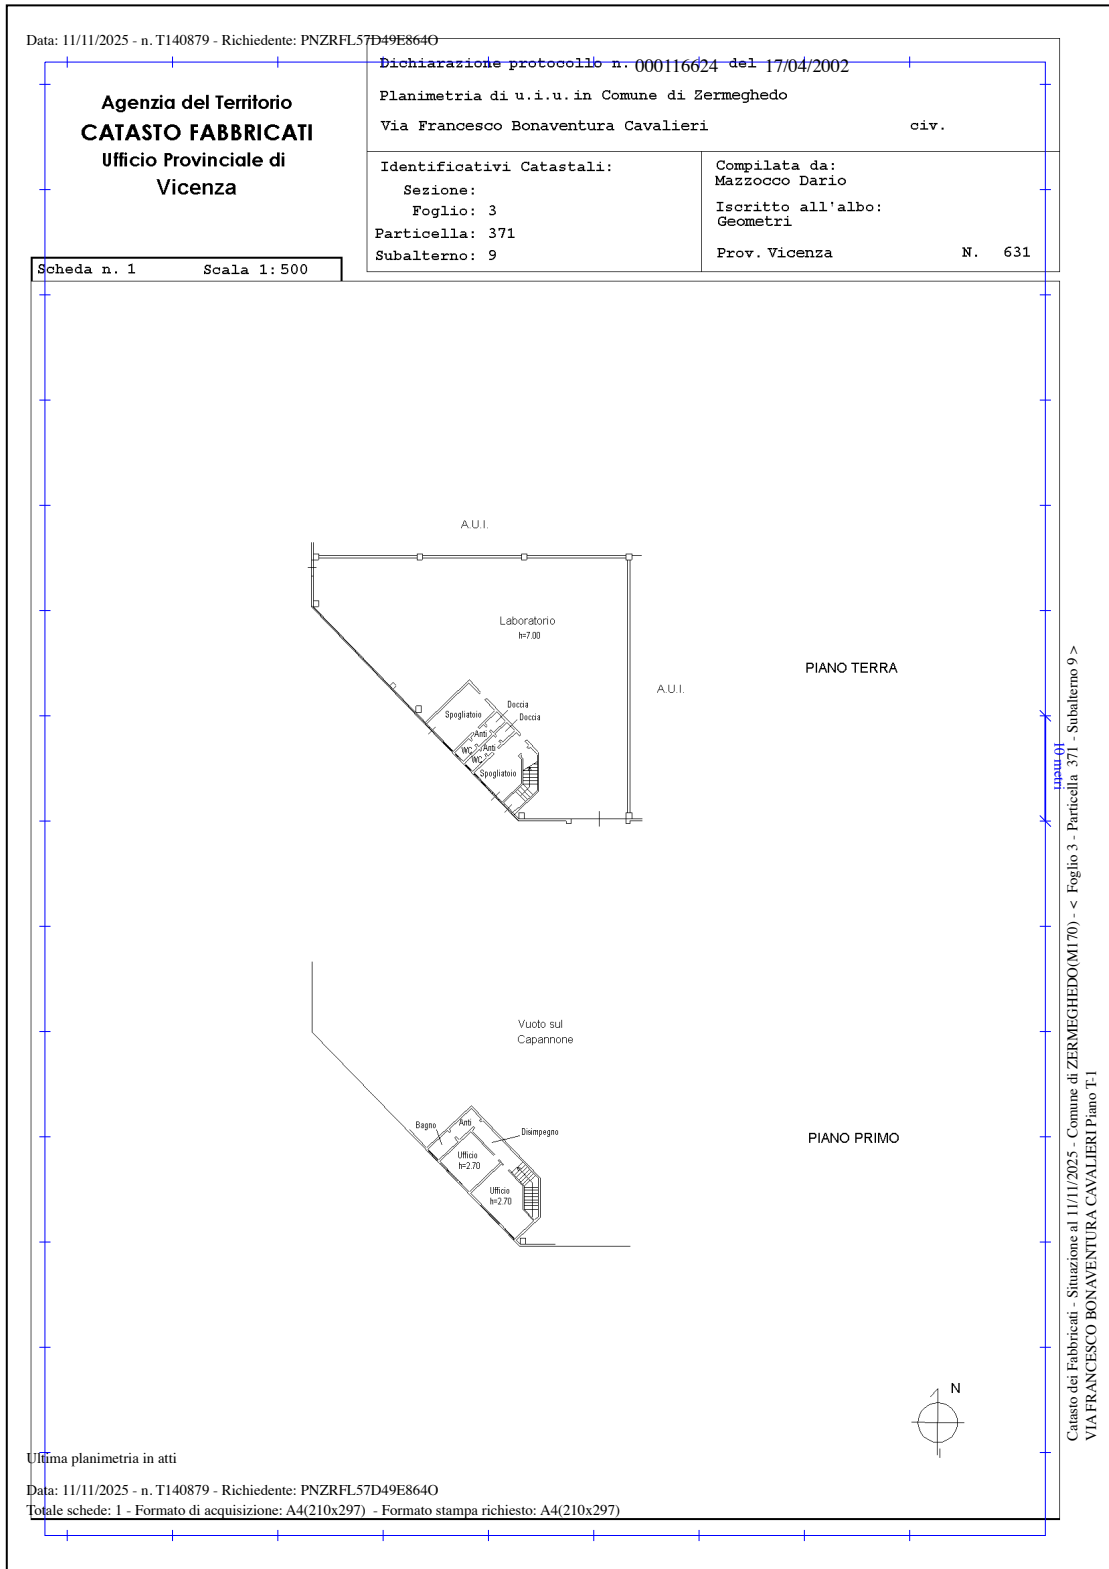 Data: 11/11/2025 - n. T140879 - Richiedente: PNZRFL57D49E864O
Agenzia del Territorio
CATASTO FABBRICATI
Ufficio Provinciale di
Vicenza
Dichiarazione protocollo n. 000116624 del 17/04/2002
Planimetria di u.i.u. in Comune di Zermeghedo
Via Francesco Bonaventura Cavalieri civ.
Identificativi Catastali:
Sezione:
Foglio: 3
Particella: 371
Subalterno: 9
Compilata da:
Mazzocco Dario
Iscritto all'albo:
Geometri
Prov. Vicenza N. 631
Scheda n. 1 Scala 1:500
A.U.I.
Laboratorio
h=7.00
PIANO TERRA
A.U.I.
Doccia
Spogliatoio
Doccia
Anti
Anti
WC
WC
Spogliatoio
10 metri
Vuoto sul
Capannone
Bagno
Anti
Disimpegno
PIANO PRIMO
Ufficio
h=2.70
Ufficio
h=2.70
N
Catasto dei Fabbricati - Situazione al 11/11/2025 - Comune di ZERMEGHEDO(M170) - < Foglio 3 - Particella 371 - Subalterno 9 >
VIA FRANCESCO BONAVENTURA CAVALIERI Piano T-1
Ultima planimetria in atti
Data: 11/11/2025 - n. T140879 - Richiedente: PNZRFL57D49E864O
Totale schede: 1 - Formato di acquisizione: A4(210x297) - Formato stampa richiesto: A4(210x297)